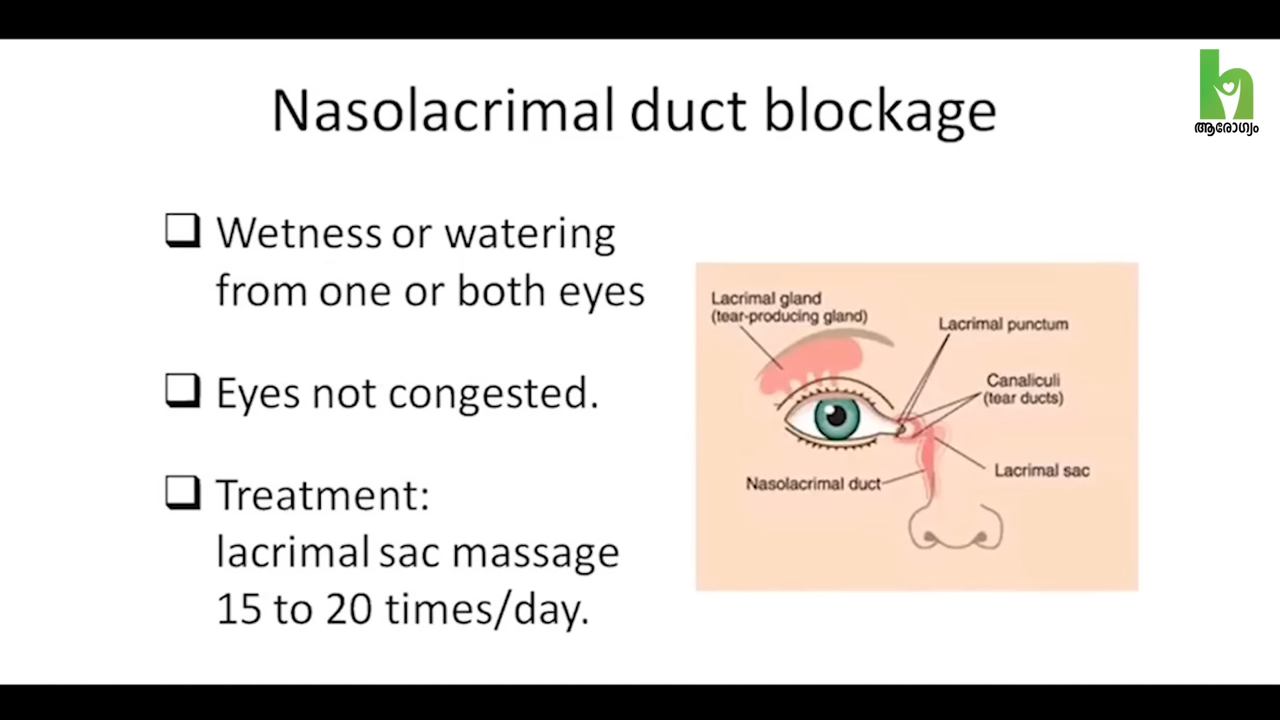 Nasolacrimal duct blockage
ആരോഗ്യം
Wetness or watering
from one or both eyes
Eyes not congested.
Treatment:
lacrimal sac massage
15 to 20 times/day.
Lacrimal gland
(tear-producing gland)
Lacrimal punctum
Canaliculi
(tear ducts)
Lacrimal sac
Nasolacrimal duct